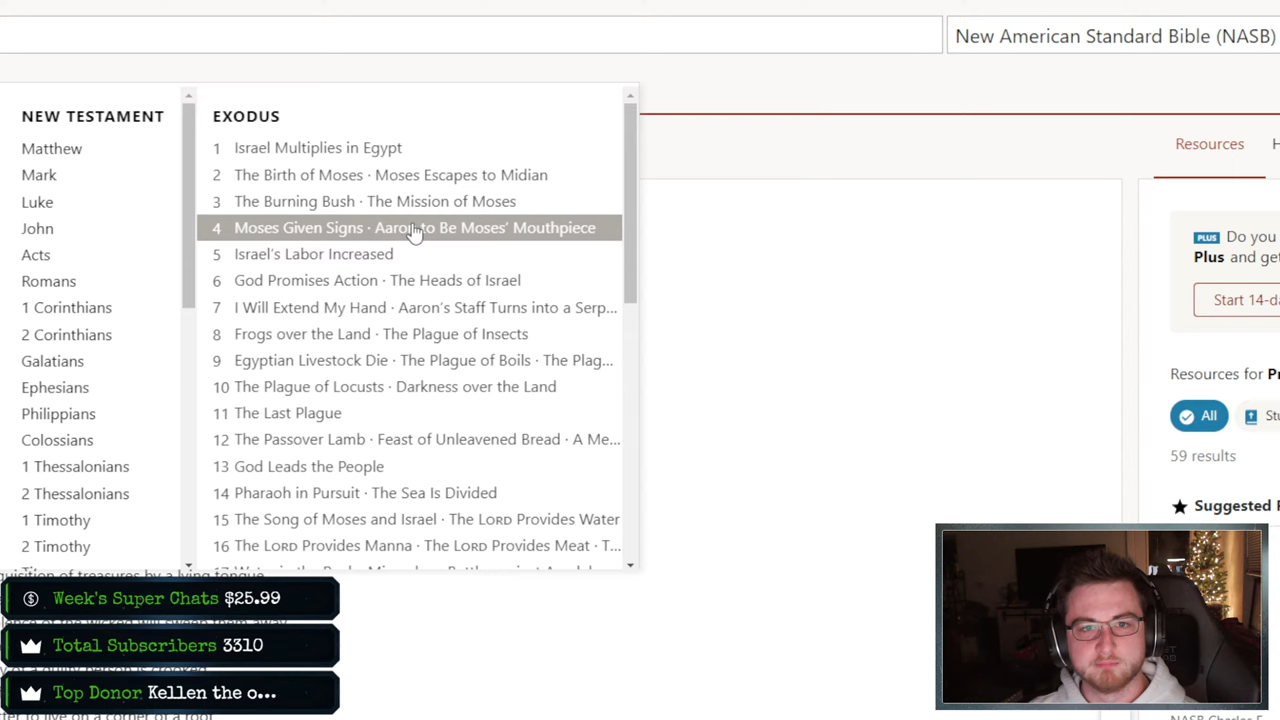 New American Standard Bible (NASB)
NEW TESTAMENT
Matthew
Mark
Luke
John
Acts
Romans
1 Corinthians
2 Corinthians
Galatians
Ephesians
Philippians
Colossians
1 Thessalonians
2 Thessalonians
1 Timothy
2 Timothy
EXODUS
1 Israel Multiplies in Egypt
2 The Birth of Moses · Moses Escapes to Midian
3 The Burning Bush · The Mission of Moses
4 Moses Given Signs · Aaron to Be Moses’ Mouthpiece
5 Israel’s Labor Increased
6 God Promises Action · The Heads of Israel
7 I Will Extend My Hand · Aaron’s Staff Turns into a Serp...
8 Frogs over the Land · The Plague of Insects
9 Egyptian Livestock Die · The Plague of Boils · The Plag...
10 The Plague of Locusts · Darkness over the Land
11 The Last Plague
12 The Passover Lamb · Feast of Unleavened Bread · A Me...
13 God Leads the People
14 Pharaoh in Pursuit · The Sea Is Divided
15 The Song of Moses and Israel · The LORD Provides Water
16 The LORD Provides Manna · The LORD Provides Meat · T...
Resources
PLUS Do you
Plus and get
Start 14-da
Resources for Pr
All Stu
59 results
Suggested
quisition of treasures by a lying tongue
Week's Super Chats $25.99
Total Subscribers 3310
Top Donor Kellen the o...